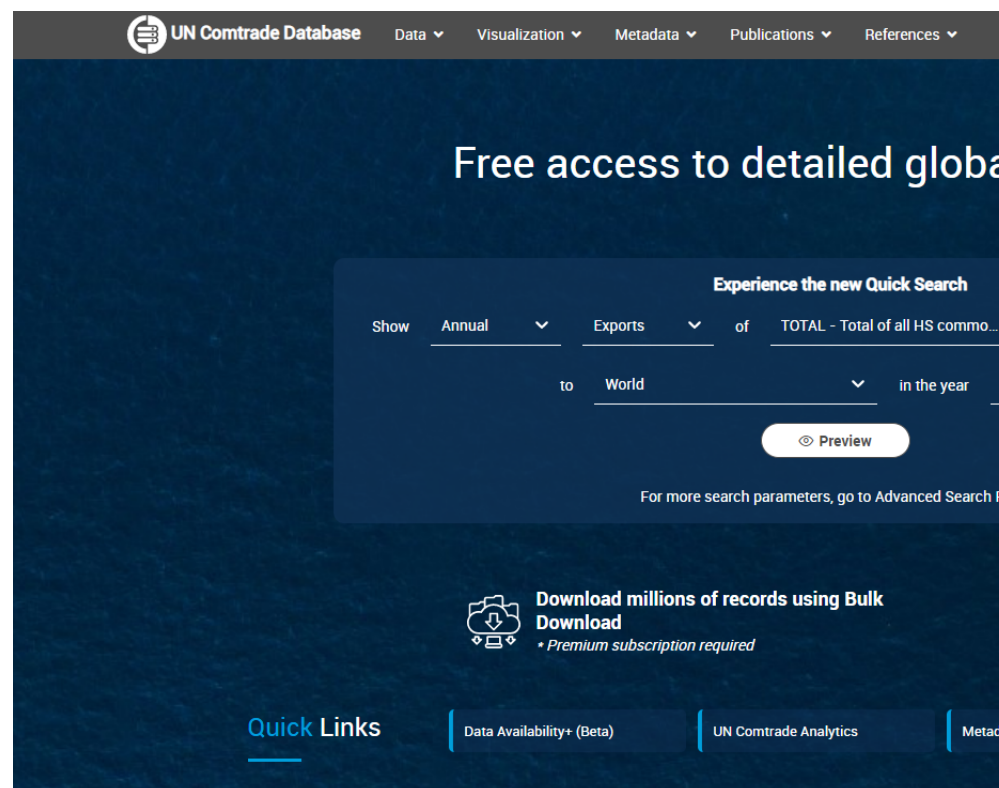 UN Comtrade Database Data Visualization Metadata Publications References
Free access to detailed globa
Experience the new Quick Search
Show Annual Exports of TOTAL - Total of all HS commo...
to World in the year
Preview
For more search parameters, go to Advanced Search
Download millions of records using Bulk
Download
* Premium subscription required
Quick Links Data Availability+ (Beta) UN Comtrade Analytics Metad